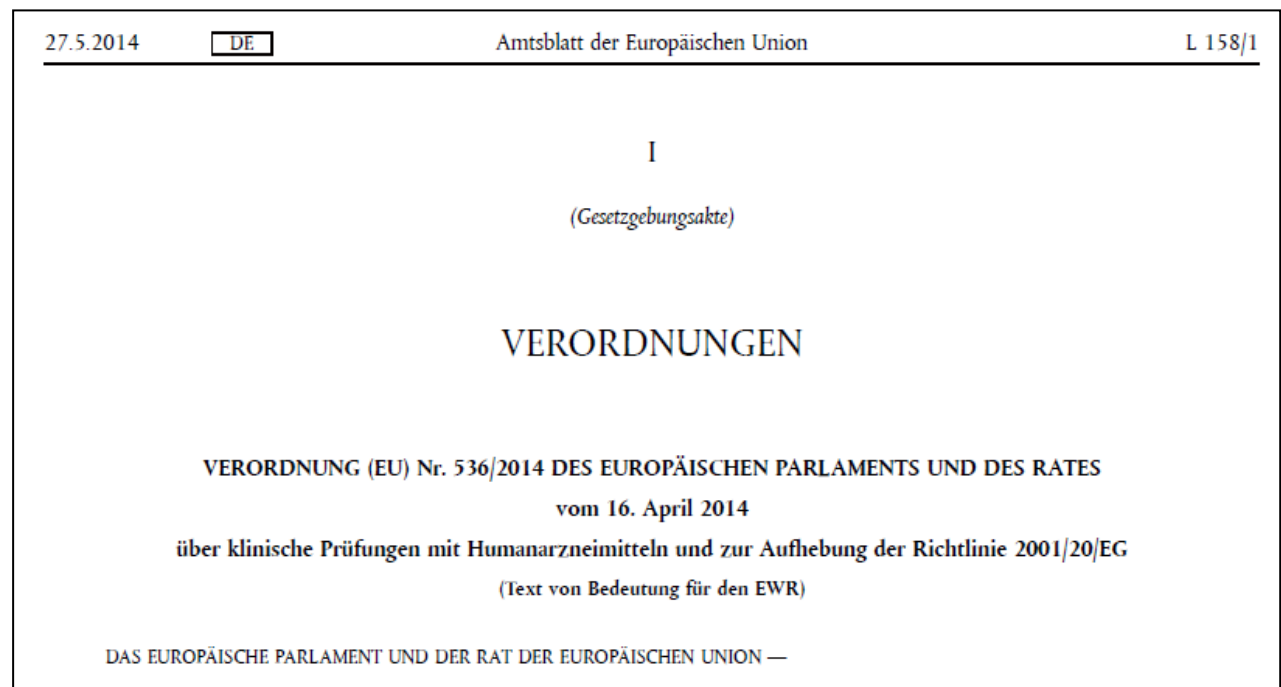 27.5.2014 DE Amtsblatt der Europäischen Union L 158/1
I
(Gesetzgebungsakte)
VERORDNUNGEN
VERORDNUNG (EU) Nr. 536/2014 DES EUROPÄISCHEN PARLAMENTS UND DES RATES
vom 16. April 2014
über klinische Prüfungen mit Humanarzneimitteln und zur Aufhebung der Richtlinie 2001/20/EG
(Text von Bedeutung für den EWR)
DAS EUROPÄISCHE PARLAMENT UND DER RAT DER EUROPÄISCHEN UNION —